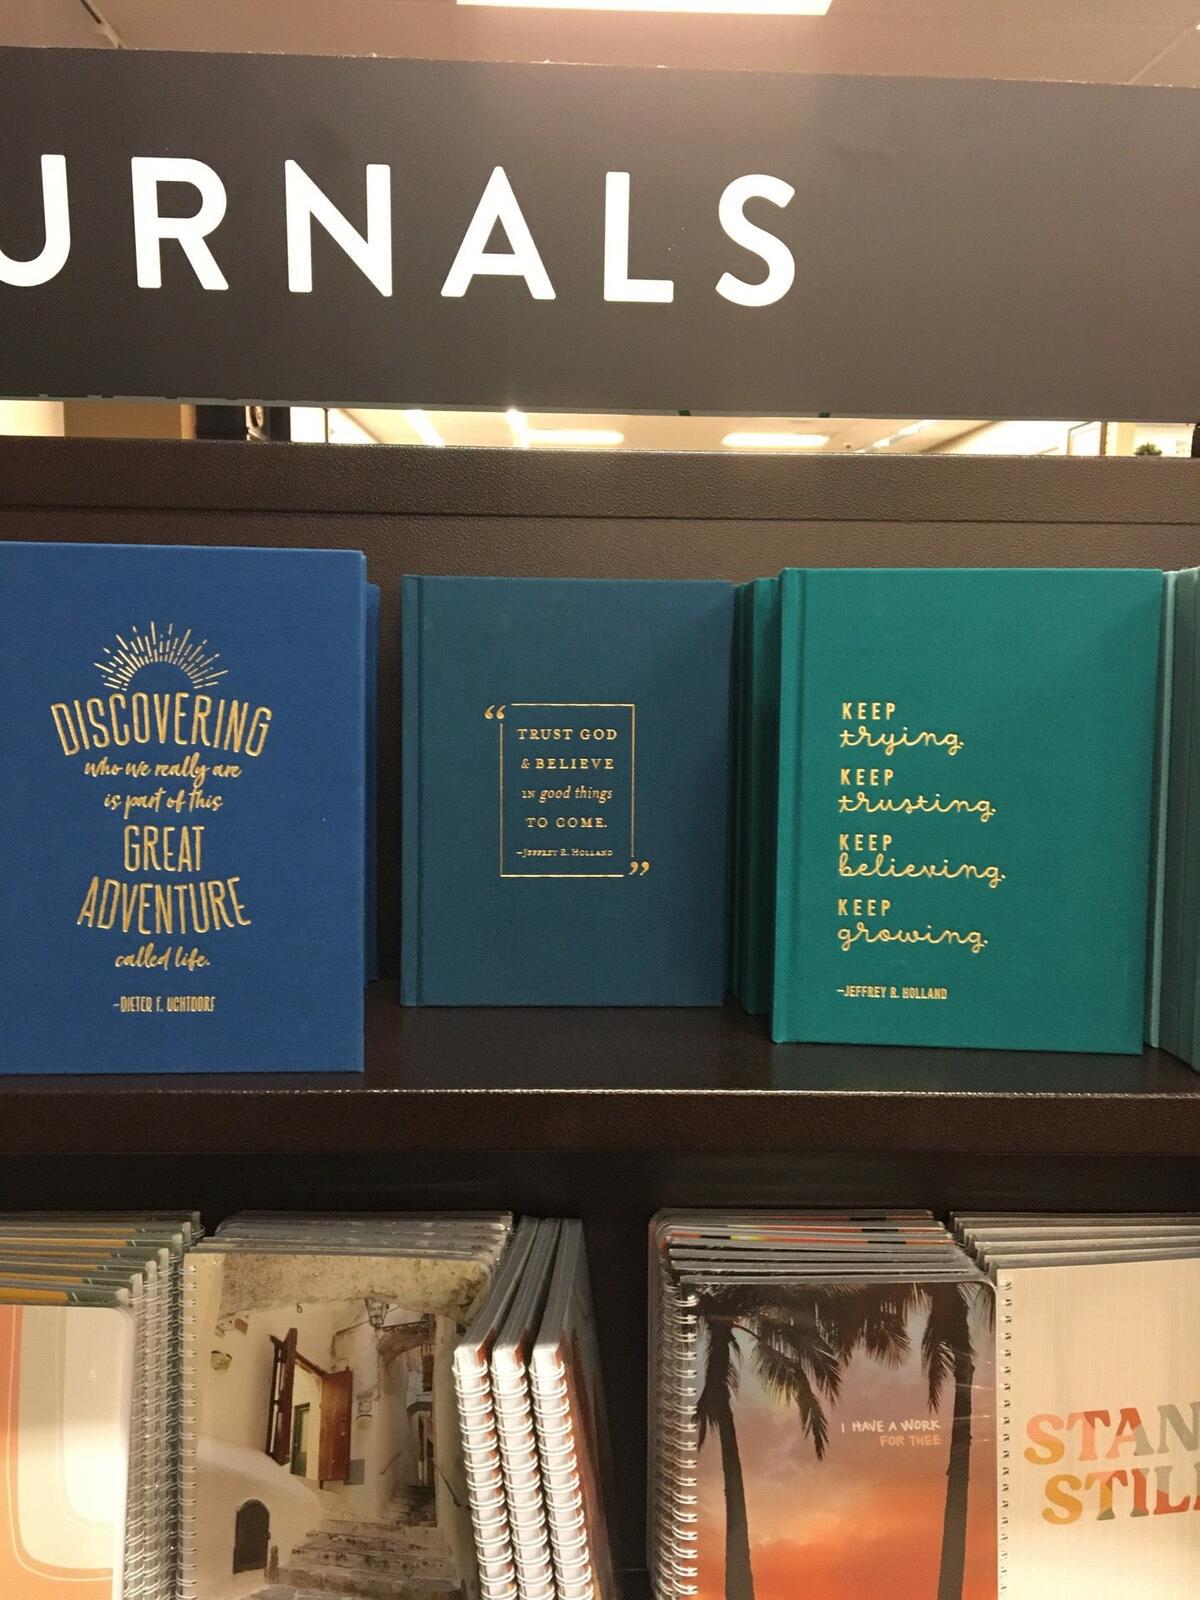 URNALS
DISCOVERING
who we really are
is part of this
GREAT
ADVENTURE
called life.
–DIETER F. UCHTDORF
“
TRUST GOD
& BELIEVE
IN good things
TO COME.
–JEFFREY R. HOLLAND
”
KEEP
trying.
KEEP
trusting.
KEEP
believing.
KEEP
growing.
–JEFFREY R. HOLLAND
I HAVE A WORK
FOR THEE
STAN
STIL